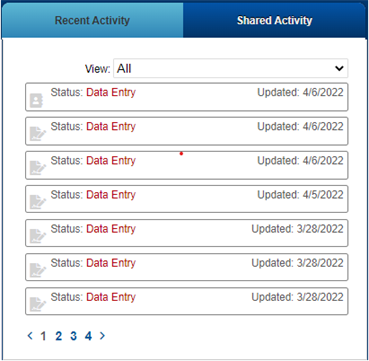 Recent Activity Shared Activity
View: All
Status: Data Entry Updated: 4/6/2022
Status: Data Entry Updated: 4/6/2022
Status: Data Entry Updated: 4/6/2022
Status: Data Entry Updated: 4/5/2022
Status: Data Entry Updated: 3/28/2022
Status: Data Entry Updated: 3/28/2022
Status: Data Entry Updated: 3/28/2022
< 1 2 3 4 >